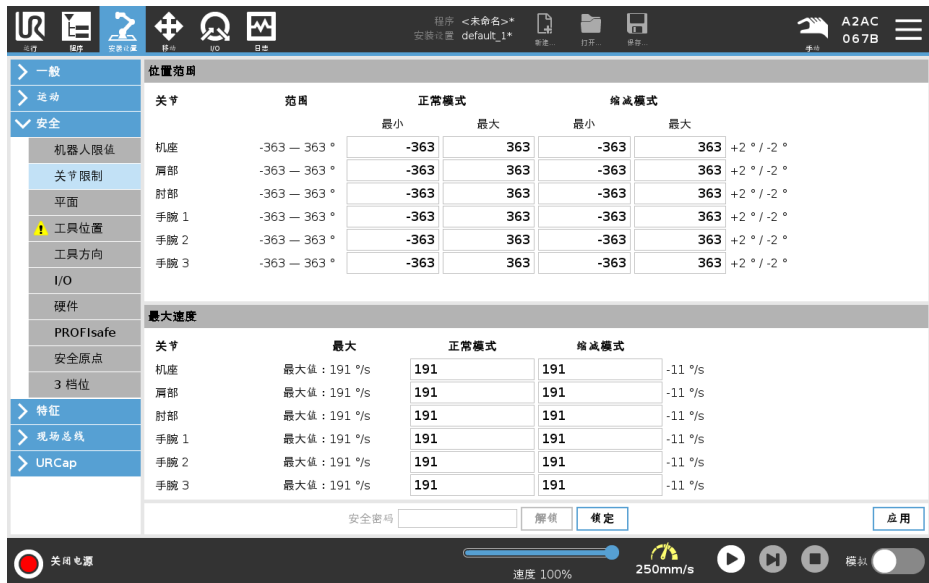 程序 <未命名>*
安装设置 default_1*
新建... 打开... 保存...
A2AC
067B
运行 程序 安装设置 移动 I/O 日志 手动
一般
运动
安全
机器人限值
关节限制
平面
工具位置
工具方向
I/O
硬件
PROFIsafe
安全原点
3 档位
特征
现场总线
URCap
位置范围
关节 范围 正常模式 缩减模式
最小 最大 最小 最大
机座 -363 — 363 ° -363 363 -363 363 +2 ° / -2 °
肩部 -363 — 363 ° -363 363 -363 363 +2 ° / -2 °
肘部 -363 — 363 ° -363 363 -363 363 +2 ° / -2 °
手腕 1 -363 — 363 ° -363 363 -363 363 +2 ° / -2 °
手腕 2 -363 — 363 ° -363 363 -363 363 +2 ° / -2 °
手腕 3 -363 — 363 ° -363 363 -363 363 +2 ° / -2 °
最大速度
关节 最大 正常模式 缩减模式
机座 最大值：191 °/s 191 191 -11 °/s
肩部 最大值：191 °/s 191 191 -11 °/s
肘部 最大值：191 °/s 191 191 -11 °/s
手腕 1 最大值：191 °/s 191 191 -11 °/s
手腕 2 最大值：191 °/s 191 191 -11 °/s
手腕 3 最大值：191 °/s 191 191 -11 °/s
安全密码 解锁 锁定 应用
关闭电源
速度 100%
250mm/s
模拟